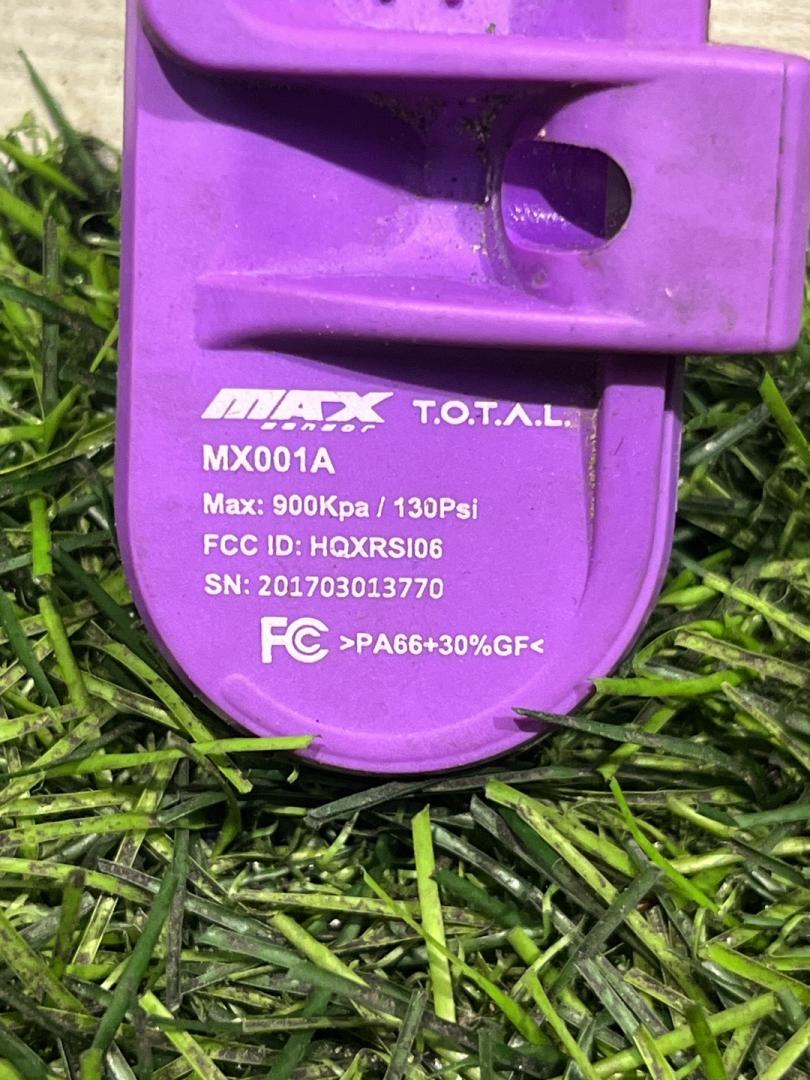 MAX sensor T.O.T.A.L.
MX001A
Max: 900Kpa / 130Psi
FCC ID: HQXRSI06
SN: 201703013770
FC >PA66+30%GF<